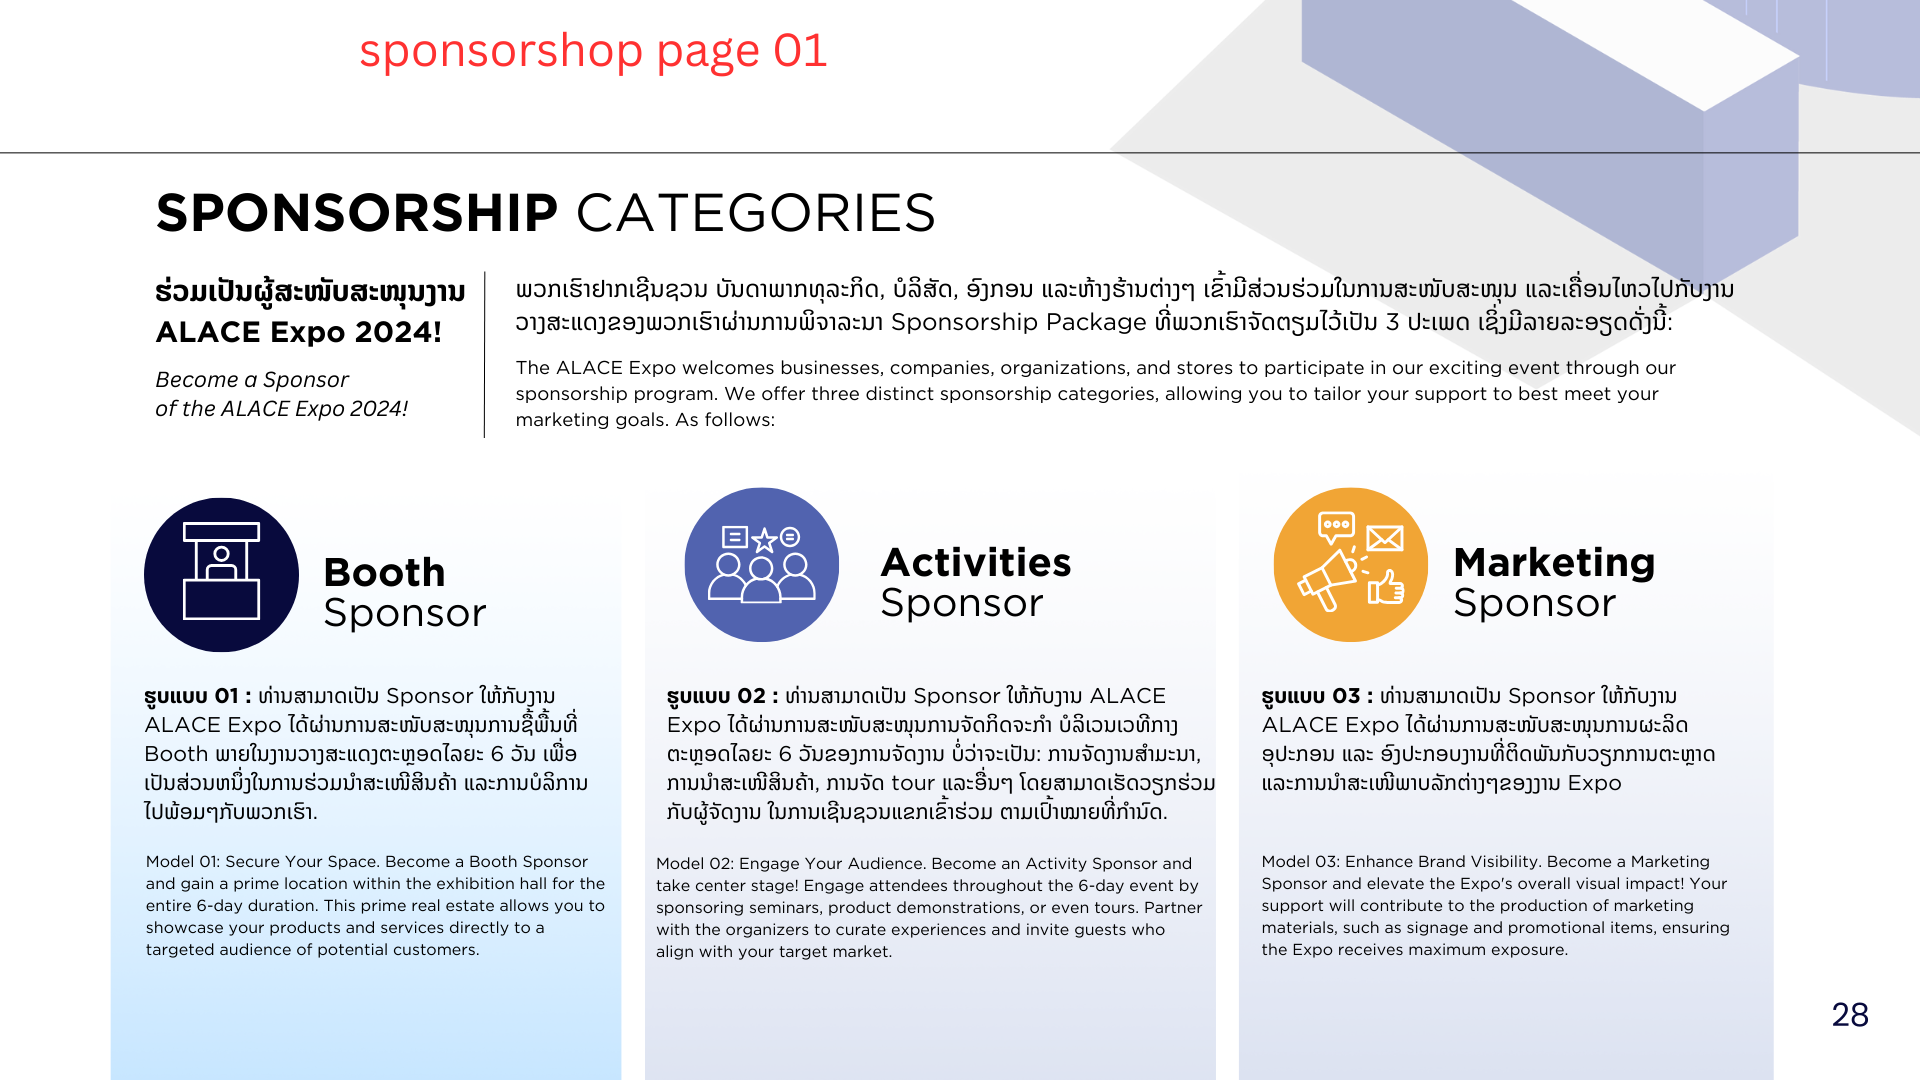 sponsorshop page 01
SPONSORSHIP CATEGORIES
ຮ່ວມເປັນຜູ້ສະໜັບສະໜຸນງານ
ALACE Expo 2024!
Become a Sponsor
of the ALACE Expo 2024!
ພວກເຮົາຢາກເຊີນຊວນ ບັນດາພາກທຸລະກິດ, ບໍລິສັດ, ອົງກອນ ແລະຫ້າງຮ້ານຕ່າງໆ ເຂົ້າມີສ່ວນຮ່ວມໃນການສະໜັບສະໜຸນ ແລະເຄື່ອນໄຫວໄປກັບງານ
ວາງສະແດງຂອງພວກເຮົາຜ່ານການພິຈາລະນາ Sponsorship Package ທີ່ພວກເຮົາຈັດຕຽມໄວ້ເປັນ 3 ປະເພດ ເຊິ່ງມີລາຍລະອຽດດັ່ງນີ້:
The ALACE Expo welcomes businesses, companies, organizations, and stores to participate in our exciting event through our
sponsorship program. We offer three distinct sponsorship categories, allowing you to tailor your support to best meet your
marketing goals. As follows:
Booth
Sponsor
ຮູບແບບ 01 : ທ່ານສາມາດເປັນ Sponsor ໃຫ້ກັບງານ
ALACE Expo ໄດ້ຜ່ານການສະໜັບສະໜຸນການຊື້ພື້ນທີ່
Booth ພາຍໃນງານວາງສະແດງຕະຫຼອດໄລຍະ 6 ວັນ ເພື່ອ
ເປັນສ່ວນຫນຶ່ງໃນການຮ່ວມນຳສະເໜີສິນຄ້າ ແລະການບໍລິການ
ໄປພ້ອມໆກັບພວກເຮົາ.
Model 01: Secure Your Space. Become a Booth Sponsor
and gain a prime location within the exhibition hall for the
entire 6-day duration. This prime real estate allows you to
showcase your products and services directly to a
targeted audience of potential customers.
Activities
Sponsor
ຮູບແບບ 02 : ທ່ານສາມາດເປັນ Sponsor ໃຫ້ກັບງານ ALACE
Expo ໄດ້ຜ່ານການສະໜັບສະໜຸນການຈັດກິດຈະກຳ ບໍລິເວນເວທີກາງ
ຕະຫຼອດໄລຍະ 6 ວັນຂອງການຈັດງານ ບໍ່ວ່າຈະເປັນ: ການຈັດງານສຳມະນາ,
ການນຳສະເໜີສິນຄ້າ, ການຈັດ tour ແລະອື່ນໆ ໂດຍສາມາດເຮັດວຽກຮ່ວມ
ກັບຜູ້ຈັດງານ ໃນການເຊີນຊວນແຂກເຂົ້າຮ່ວມ ຕາມເປົ້າໝາຍທີ່ກຳນົດ.
Model 02: Engage Your Audience. Become an Activity Sponsor and
take center stage! Engage attendees throughout the 6-day event by
sponsoring seminars, product demonstrations, or even tours. Partner
with the organizers to curate experiences and invite guests who
align with your target market.
Marketing
Sponsor
ຮູບແບບ 03 : ທ່ານສາມາດເປັນ Sponsor ໃຫ້ກັບງານ
ALACE Expo ໄດ້ຜ່ານການສະໜັບສະໜຸນການຜະລິດ
ອຸປະກອນ ແລະ ອົງປະກອບງານທີ່ຕິດພັນກັບວຽກການຕະຫຼາດ
ແລະການນຳສະເໜີພາບລັກຕ່າງໆຂອງງານ Expo
Model 03: Enhance Brand Visibility. Become a Marketing
Sponsor and elevate the Expo's overall visual impact! Your
support will contribute to the production of marketing
materials, such as signage and promotional items, ensuring
the Expo receives maximum exposure.
28